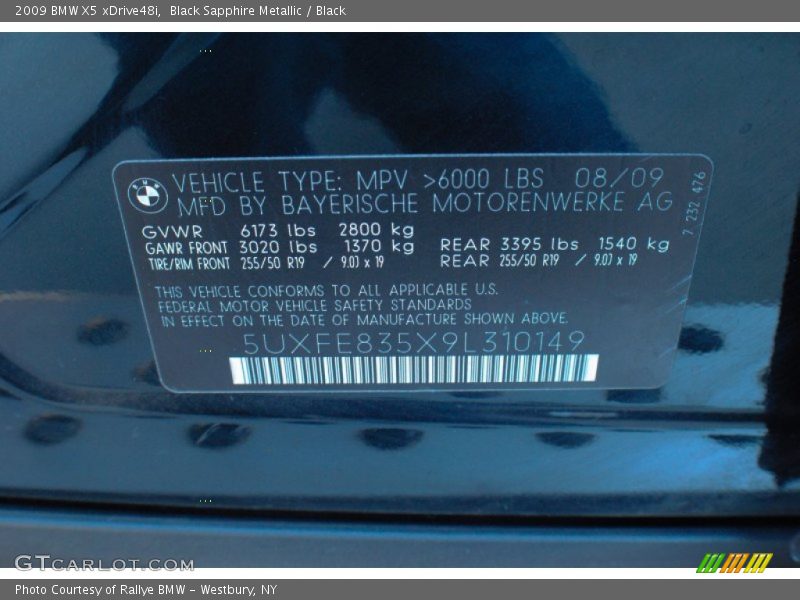 2009 BMW X5 xDrive48i, Black Sapphire Metallic / Black
BMW
VEHICLE TYPE: MPV >6000 LBS 08/09
MFD BY BAYERISCHE MOTORENWERKE AG
7 232 476
GVWR 6173 lbs 2800 kg
GAWR FRONT 3020 lbs 1370 kg REAR 3395 lbs 1540 kg
TIRE/RIM FRONT 255/50 R19 / 9.0J x 19 REAR 255/50 R19 / 9.0J x 19
THIS VEHICLE CONFORMS TO ALL APPLICABLE U.S.
FEDERAL MOTOR VEHICLE SAFETY STANDARDS
IN EFFECT ON THE DATE OF MANUFACTURE SHOWN ABOVE.
5UXFE835X9L310149
GTCARLOT.COM
Photo Courtesy of Rallye BMW - Westbury, NY